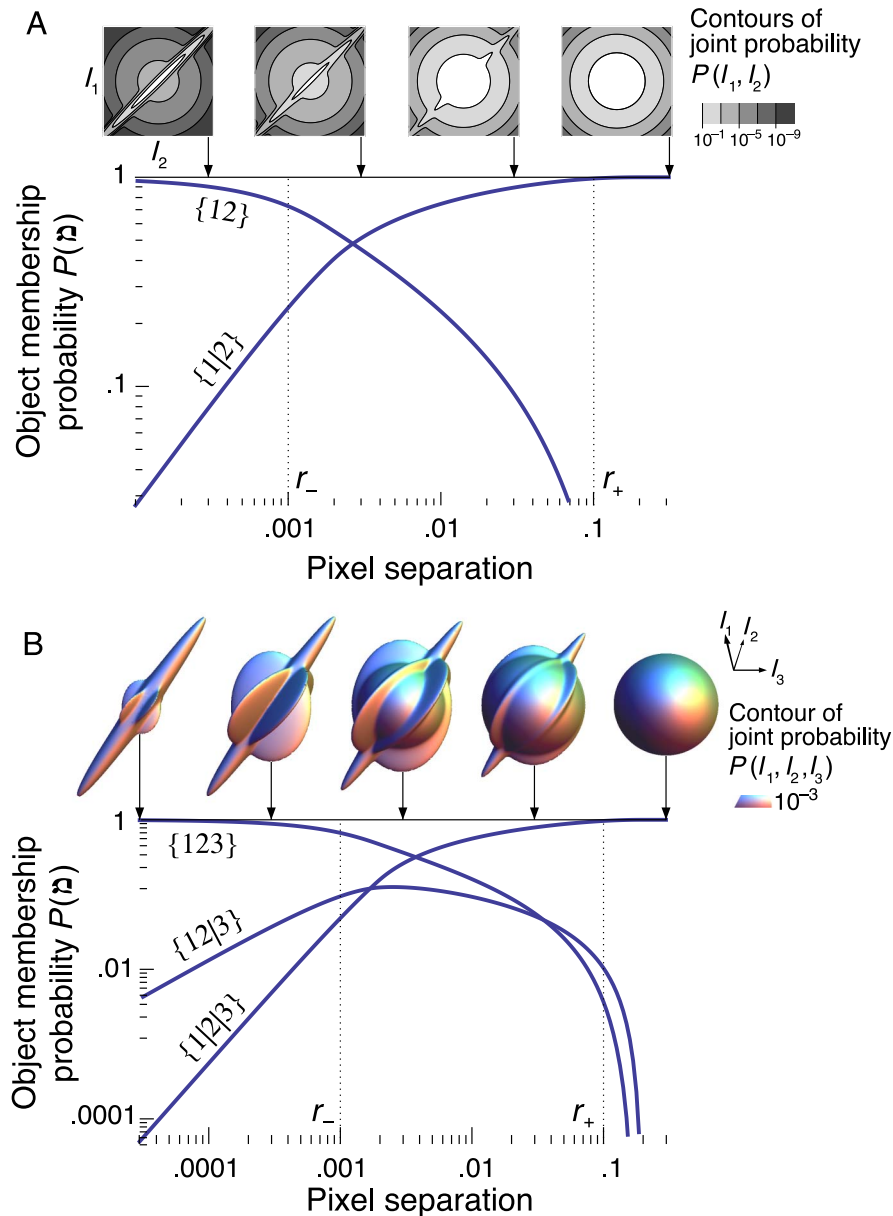 A
Contours of
joint probability
P(I₁, I₂)
10⁻¹ 10⁻⁵ 10⁻⁹
I₁
I₂
Object membership
probability P(מ)
1
.1
{12}
{1|2}
r₋
r₊
.001 .01 .1
Pixel separation
B
I₁ I₂
I₃
Contour of
joint probability
P(I₁, I₂, I₃)
10⁻³
Object membership
probability P(מ)
1
.01
.0001
{123}
{12|3}
{1|2|3}
r₋
r₊
.0001 .001 .01 .1
Pixel separation